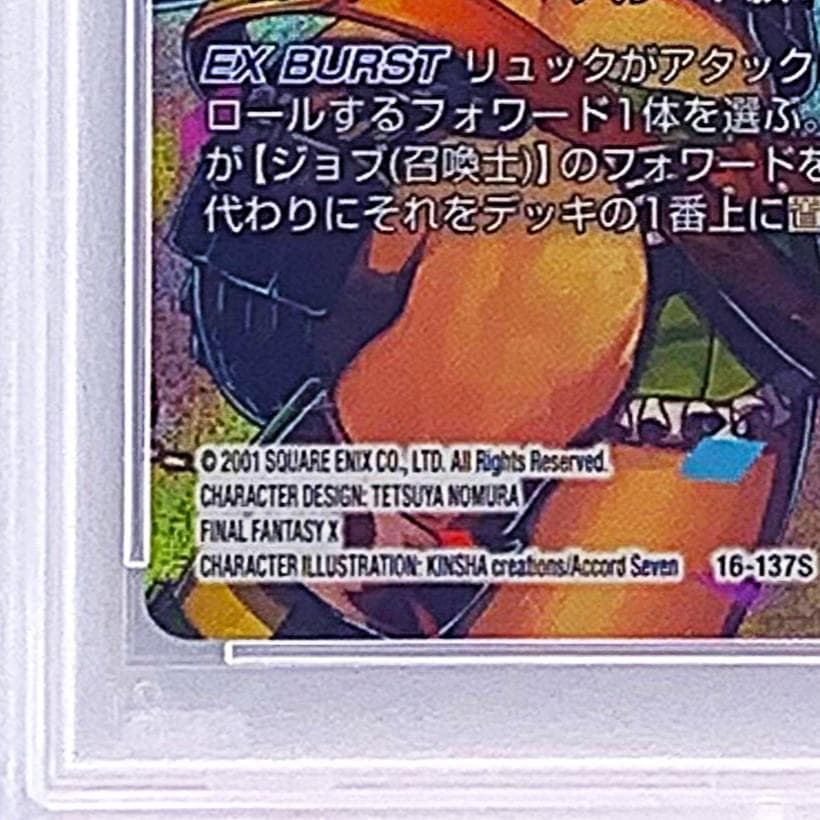 EX BURST リュックがアタック
ロールするフォワード1体を選ぶ。
が【ジョブ(召喚士)】のフォワードを
代わりにそれをデッキの1番上に置
© 2001 SQUARE ENIX CO., LTD. All Rights Reserved.
CHARACTER DESIGN: TETSUYA NOMURA
FINAL FANTASY X
CHARACTER ILLUSTRATION: KINSHA creations/Accord Seven 16-137S